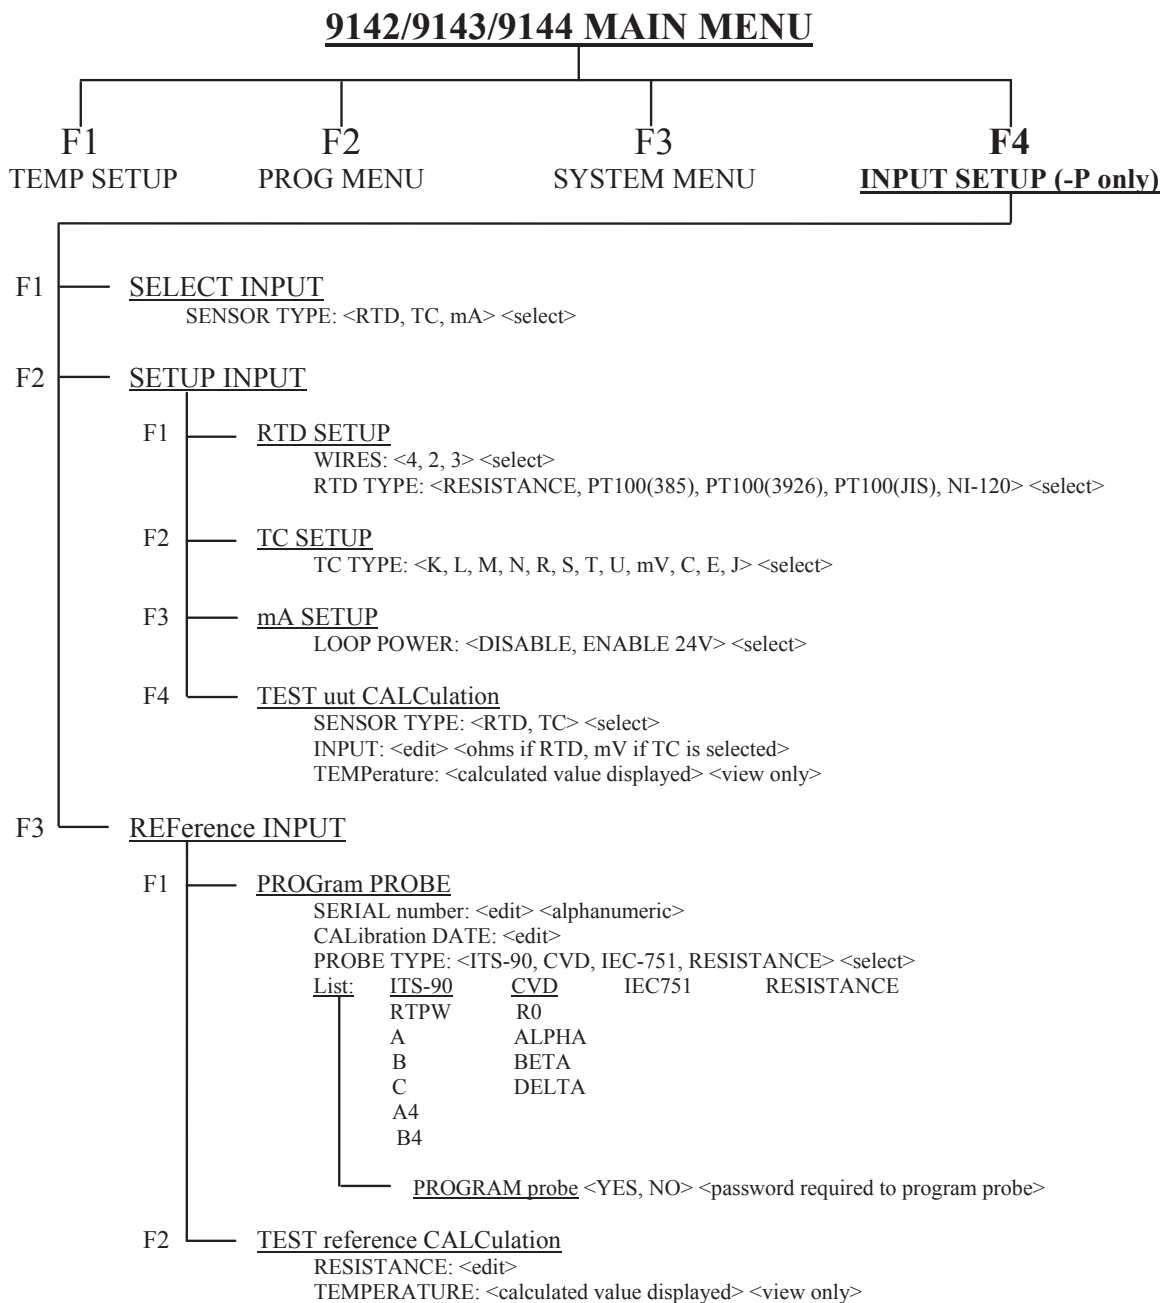 9142/9143/9144 MAIN MENU
F1 F2 F3 F4
TEMP SETUP PROG MENU SYSTEM MENU INPUT SETUP (-P only)
F1 SELECT INPUT
SENSOR TYPE: <RTD, TC, mA> <select>
F2 SETUP INPUT
F1 RTD SETUP
WIRES: <4, 2, 3> <select>
RTD TYPE: <RESISTANCE, PT100(385), PT100(3926), PT100(JIS), NI-120> <select>
F2 TC SETUP
TC TYPE: <K, L, M, N, R, S, T, U, mV, C, E, J> <select>
F3 mA SETUP
LOOP POWER: <DISABLE, ENABLE 24V> <select>
F4 TEST uut CALCulation
SENSOR TYPE: <RTD, TC> <select>
INPUT: <edit> <ohms if RTD, mV if TC is selected>
TEMPerature: <calculated value displayed> <view only>
F3 REFerence INPUT
F1 PROGram PROBE
SERIAL number: <edit> <alphanumeric>
CALibration DATE: <edit>
PROBE TYPE: <ITS-90, CVD, IEC-751, RESISTANCE> <select>
List: ITS-90 CVD IEC751 RESISTANCE
RTPW R0
A ALPHA
B BETA
C DELTA
A4
B4
PROGRAM probe <YES, NO> <password required to program probe>
F2 TEST reference CALCulation
RESISTANCE: <edit>
TEMPERATURE: <calculated value displayed> <view only>